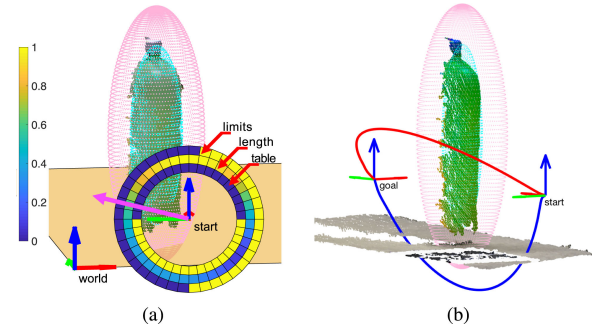 1
0.8
0.6
0.4
0.2
0
limits
length
table
start
world
(a)
goal
start
(b)